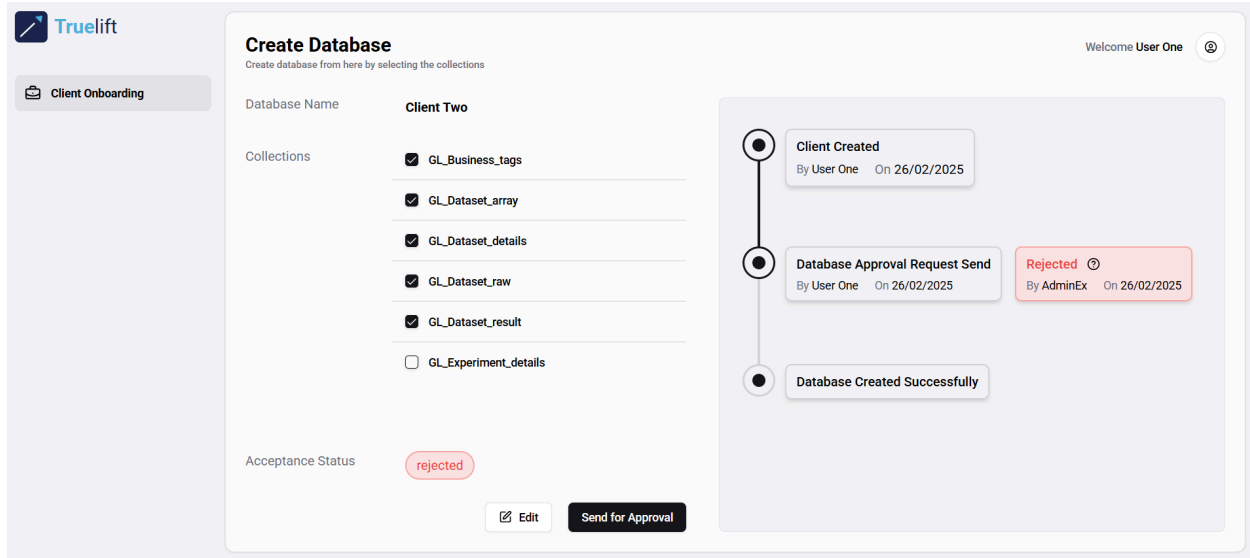 Truelift
Client Onboarding
Create Database
Create database from here by selecting the collections
Welcome User One
Database Name
Client Two
Collections
GL_Business_tags
GL_Dataset_array
GL_Dataset_details
GL_Dataset_raw
GL_Dataset_result
GL_Experiment_details
Acceptance Status
rejected
Edit
Send for Approval
Client Created
By User One On 26/02/2025
Database Approval Request Send
By User One On 26/02/2025
Rejected
By AdminEx On 26/02/2025
Database Created Successfully